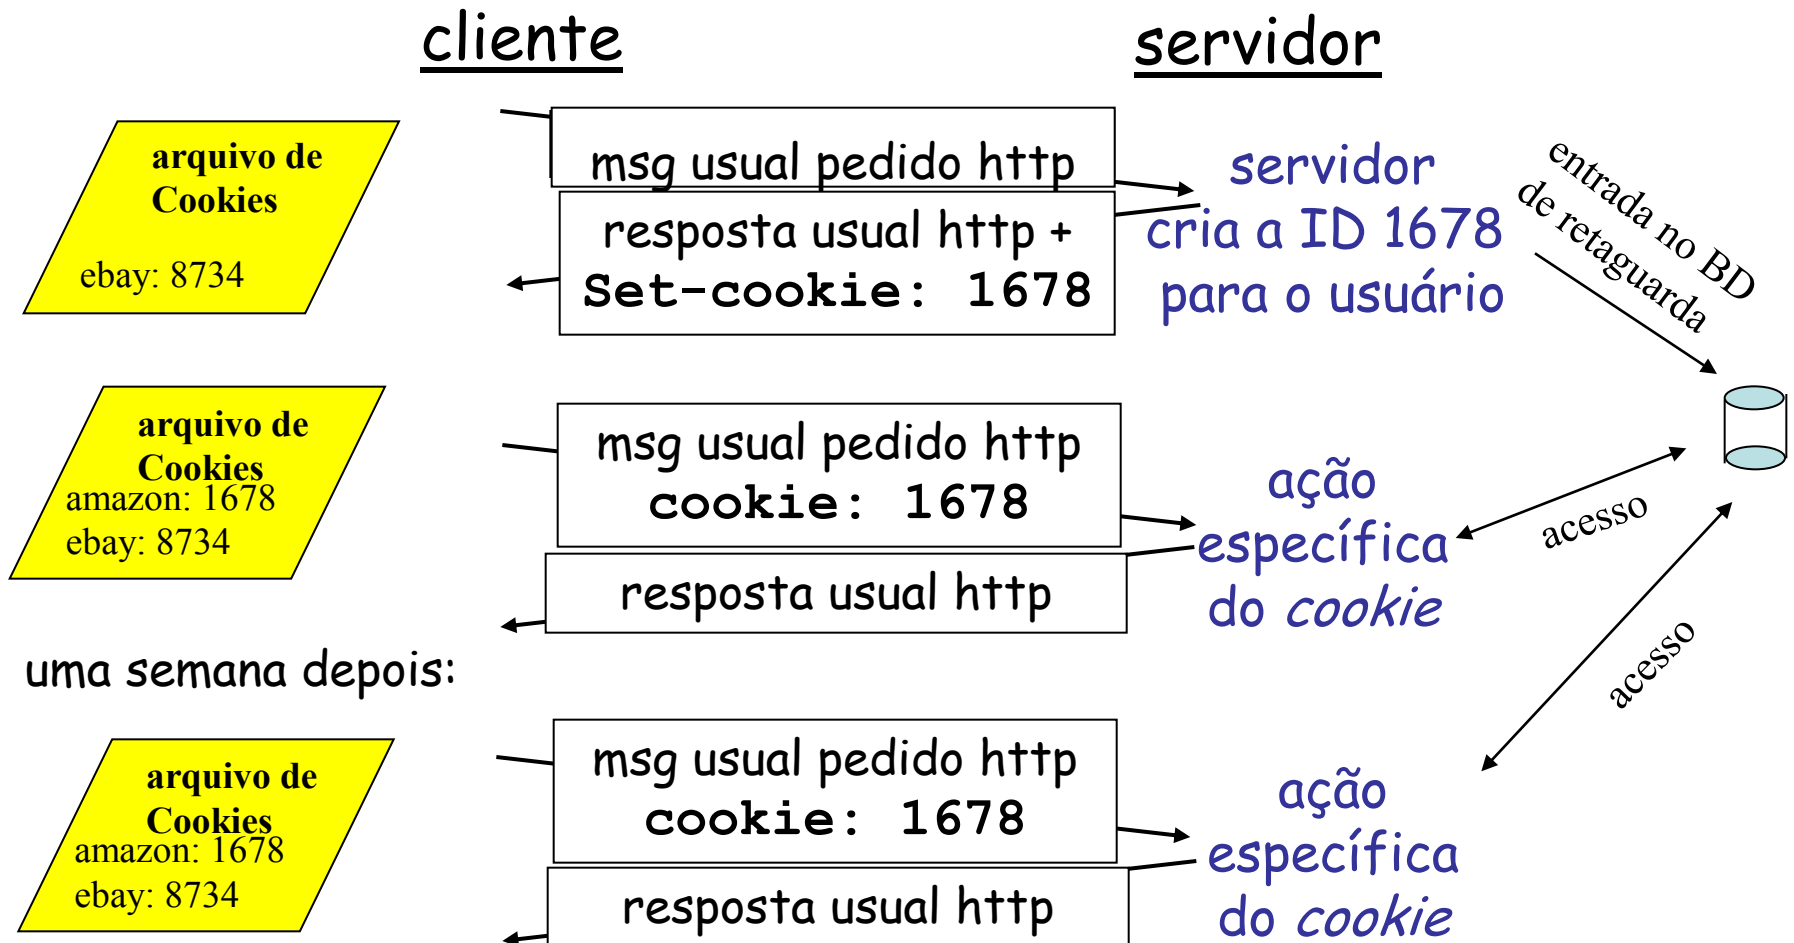 cliente
servidor
arquivo de
Cookies
ebay: 8734
msg usual pedido http
resposta usual http +
Set-cookie: 1678
servidor
cria a ID 1678
para o usuário
entrada no BD
de retaguarda
arquivo de
Cookies
amazon: 1678
ebay: 8734
msg usual pedido http
cookie: 1678
resposta usual http
ação
específica
do cookie
acesso
acesso
uma semana depois:
arquivo de
Cookies
amazon: 1678
ebay: 8734
msg usual pedido http
cookie: 1678
resposta usual http
ação
específica
do cookie